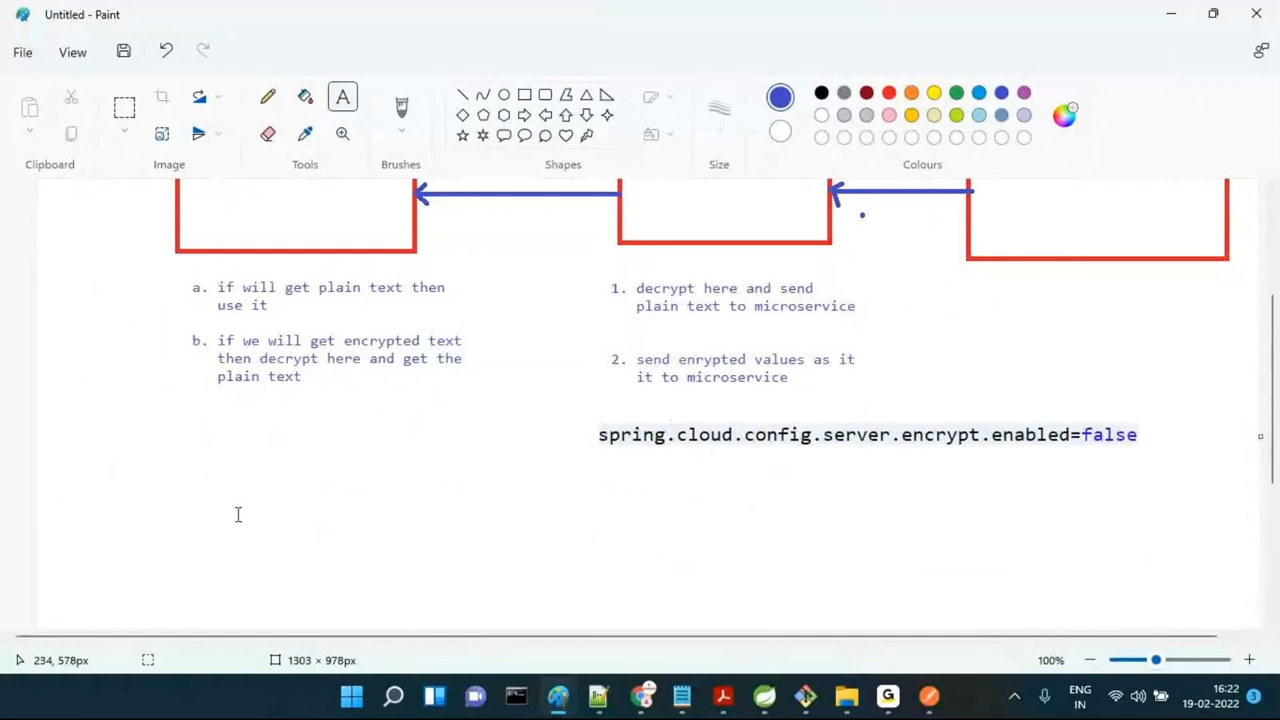 Untitled - Paint
File
View
Clipboard
Image
Tools
Brushes
Shapes
Size
Colours
a. if will get plain text then
use it
b. if we will get encrypted text
then decrypt here and get the
plain text
1. decrypt here and send
plain text to microservice
2. send enrypted values as it
it to microservice
spring.cloud.config.server.encrypt.enabled=false
234, 578px
1303 × 978px
100%
ENG
IN
16:22
19-02-2022
3